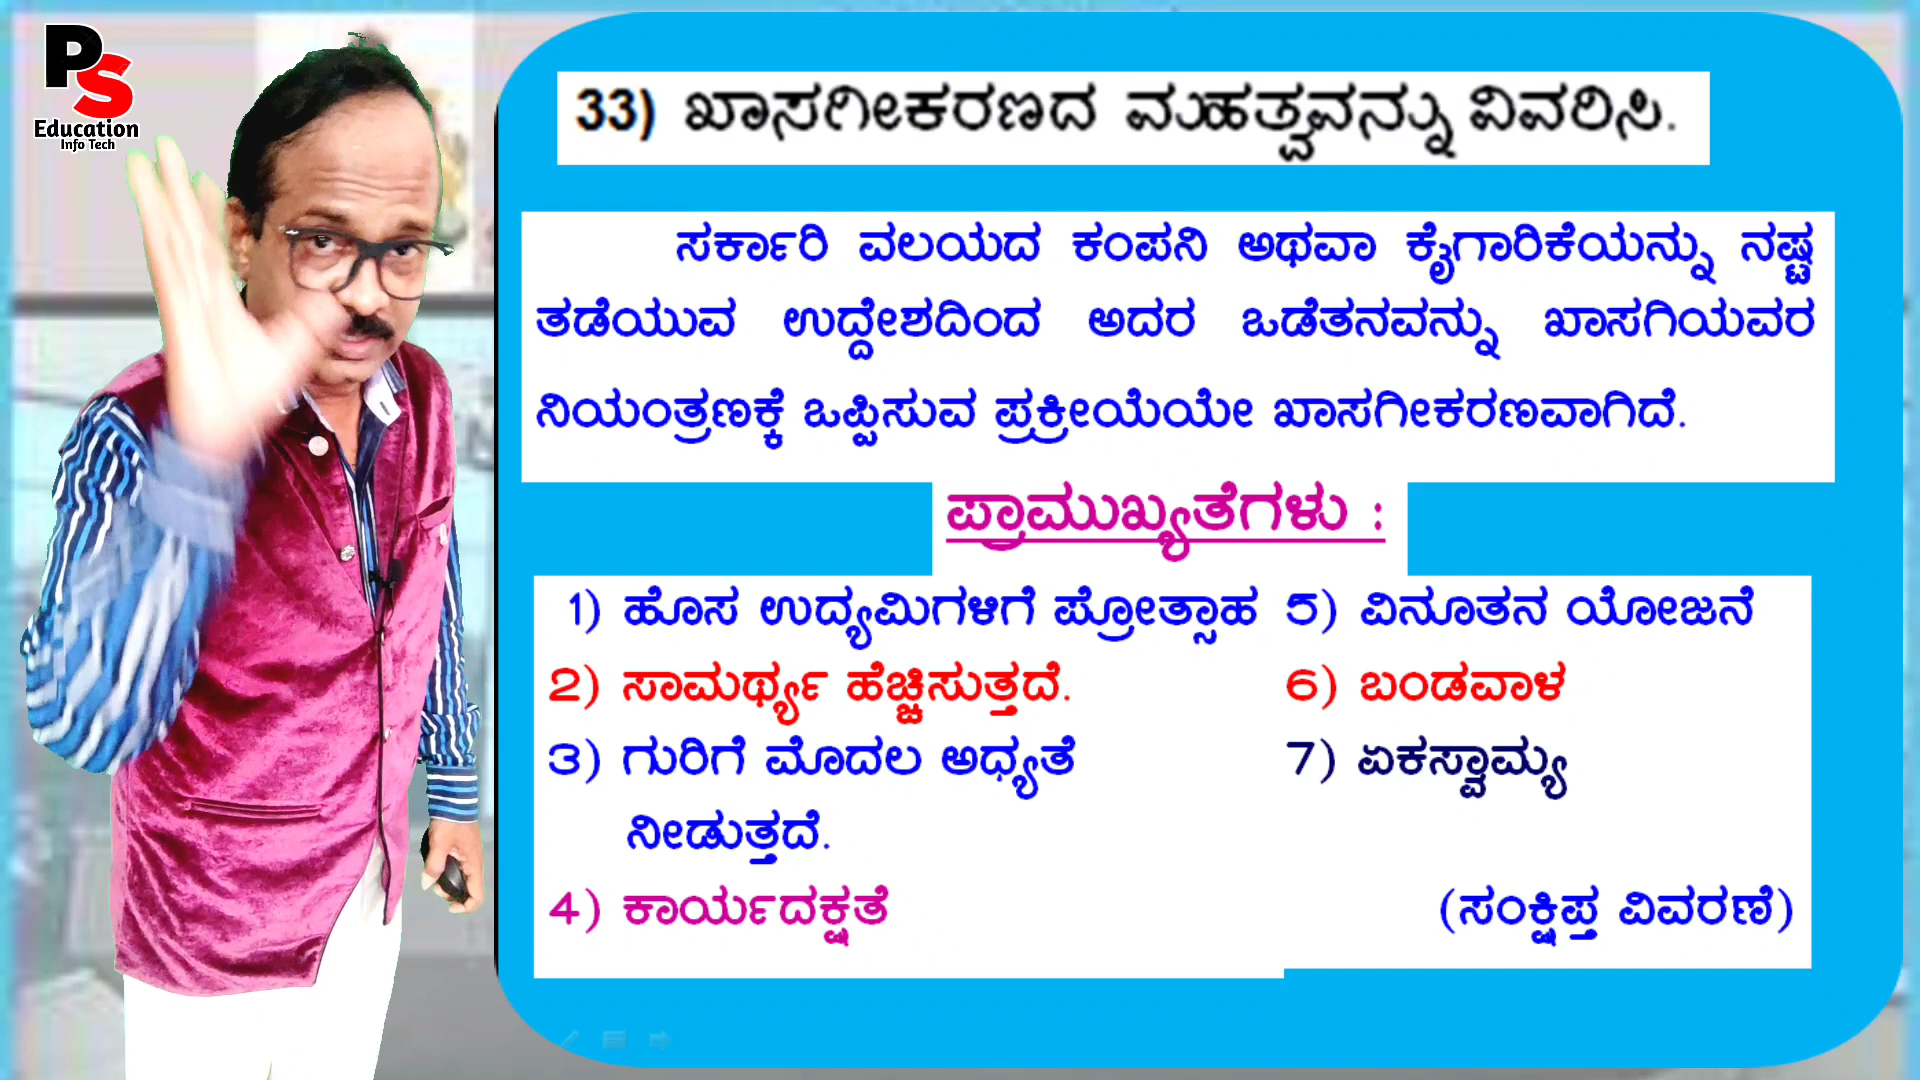 PS
Education
Info Tech
33) ಖಾಸಗೀಕರಣದ ಮಹತ್ವವನ್ನು ವಿವರಿಸಿ.
ಸರ್ಕಾರಿ ವಲಯದ ಕಂಪನಿ ಅಥವಾ ಕೈಗಾರಿಕೆಯನ್ನು ನಷ್ಟ
ತಡೆಯುವ ಉದ್ದೇಶದಿಂದ ಅದರ ಒಡೆತನವನ್ನು ಖಾಸಗಿಯವರ
ನಿಯಂತ್ರಣಕ್ಕೆ ಒಪ್ಪಿಸುವ ಪ್ರಕ್ರೀಯೆಯೇ ಖಾಸಗೀಕರಣವಾಗಿದೆ.
ಪ್ರಾಮುಖ್ಯತೆಗಳು :
1) ಹೊಸ ಉದ್ಯಮಿಗಳಿಗೆ ಪ್ರೋತ್ಸಾಹ
2) ಸಾಮರ್ಥ್ಯ ಹೆಚ್ಚಿಸುತ್ತದೆ.
3) ಗುರಿಗೆ ಮೊದಲ ಅಧ್ಯತೆ
ನೀಡುತ್ತದೆ.
4) ಕಾರ್ಯದಕ್ಷತೆ
5) ವಿನೂತನ ಯೋಜನೆ
6) ಬಂಡವಾಳ
7) ಏಕಸ್ವಾಮ್ಯ
(ಸಂಕ್ಷಿಪ್ತ ವಿವರಣೆ)